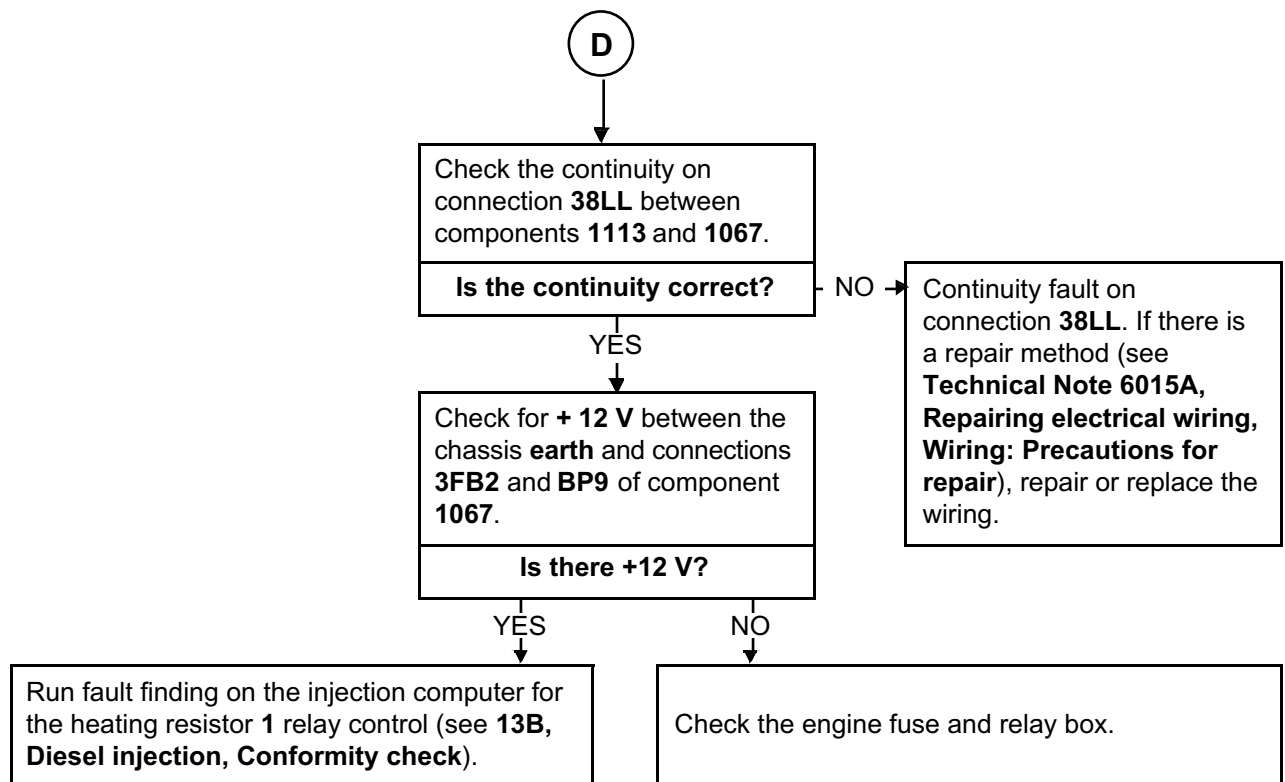 D
Check the continuity on
connection 38LL between
components 1113 and 1067.
Is the continuity correct?
NO
Continuity fault on
connection 38LL. If there is
a repair method (see
Technical Note 6015A,
Repairing electrical wiring,
Wiring: Precautions for
repair), repair or replace the
wiring.
YES
Check for + 12 V between the
chassis earth and connections
3FB2 and BP9 of component
1067.
Is there +12 V?
YES
NO
Run fault finding on the injection computer for
the heating resistor 1 relay control (see 13B,
Diesel injection, Conformity check).
Check the engine fuse and relay box.